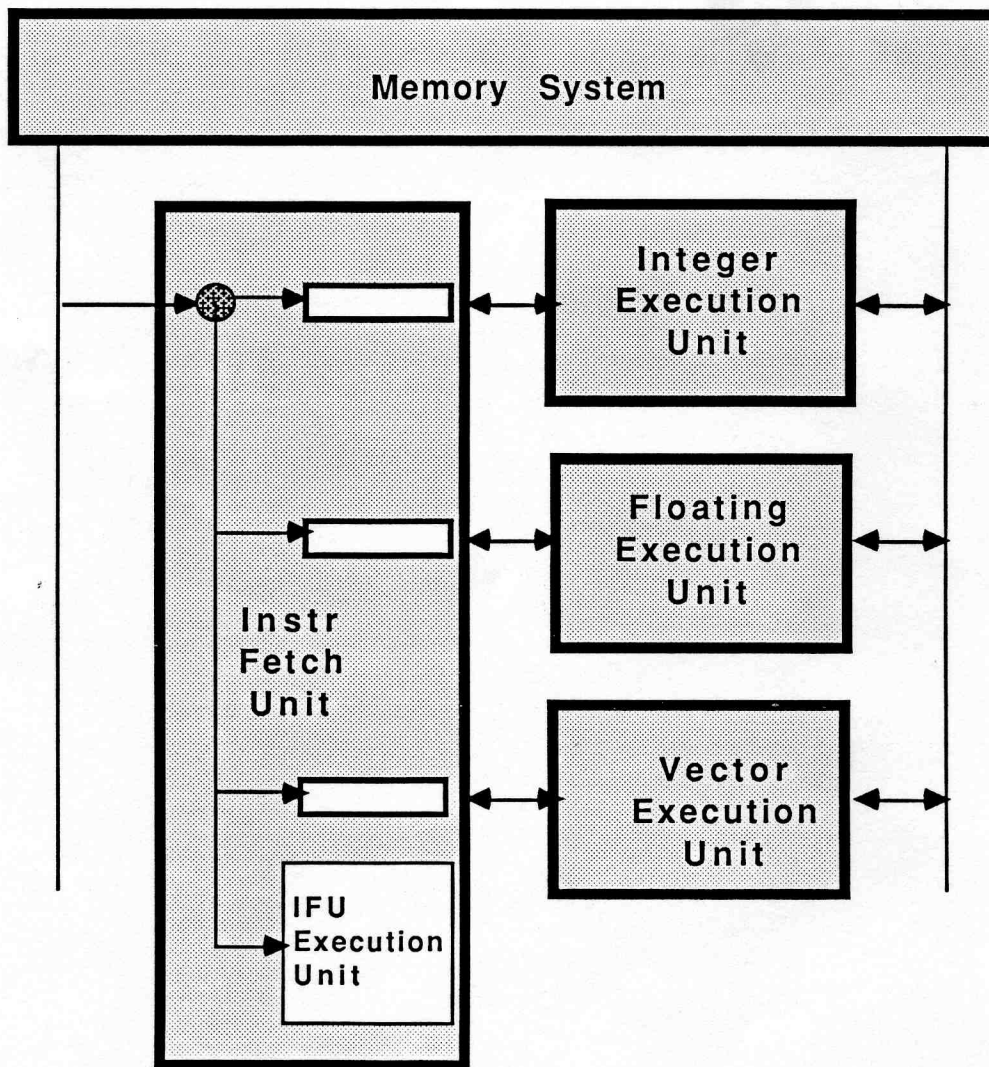 Memory System
Integer
Execution
Unit
Floating
Execution
Unit
Instr
Fetch
Unit
Vector
Execution
Unit
IFU
Execution
Unit